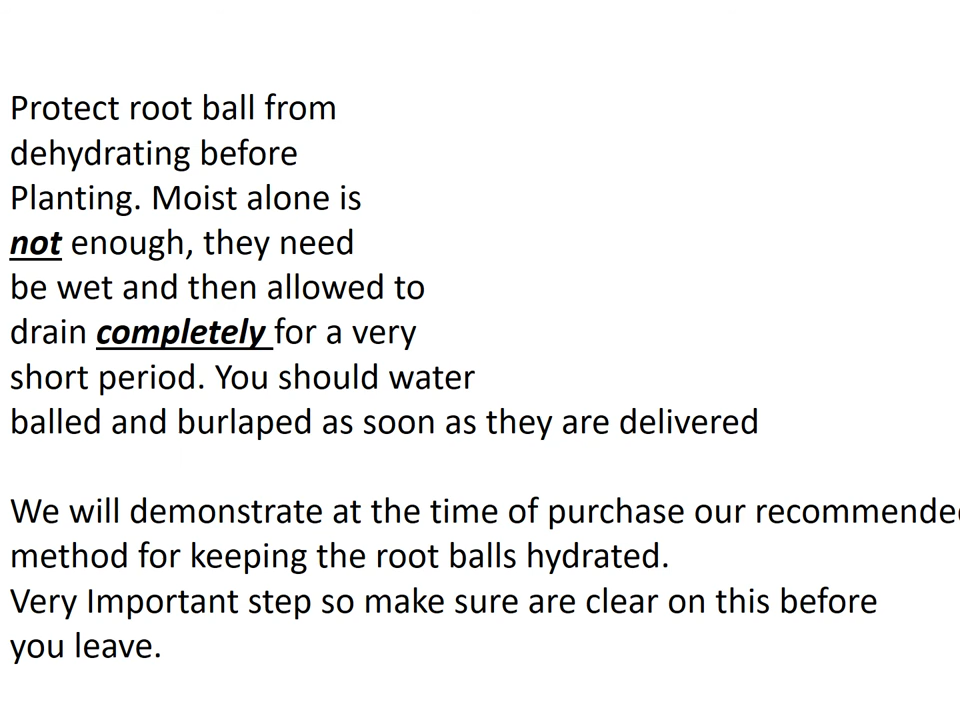 Protect root ball from
dehydrating before
Planting. Moist alone is
not enough, they need
be wet and then allowed to
drain completely for a very
short period. You should water
balled and burlaped as soon as they are delivered
We will demonstrate at the time of purchase our recommende
method for keeping the root balls hydrated.
Very Important step so make sure are clear on this before
you leave.